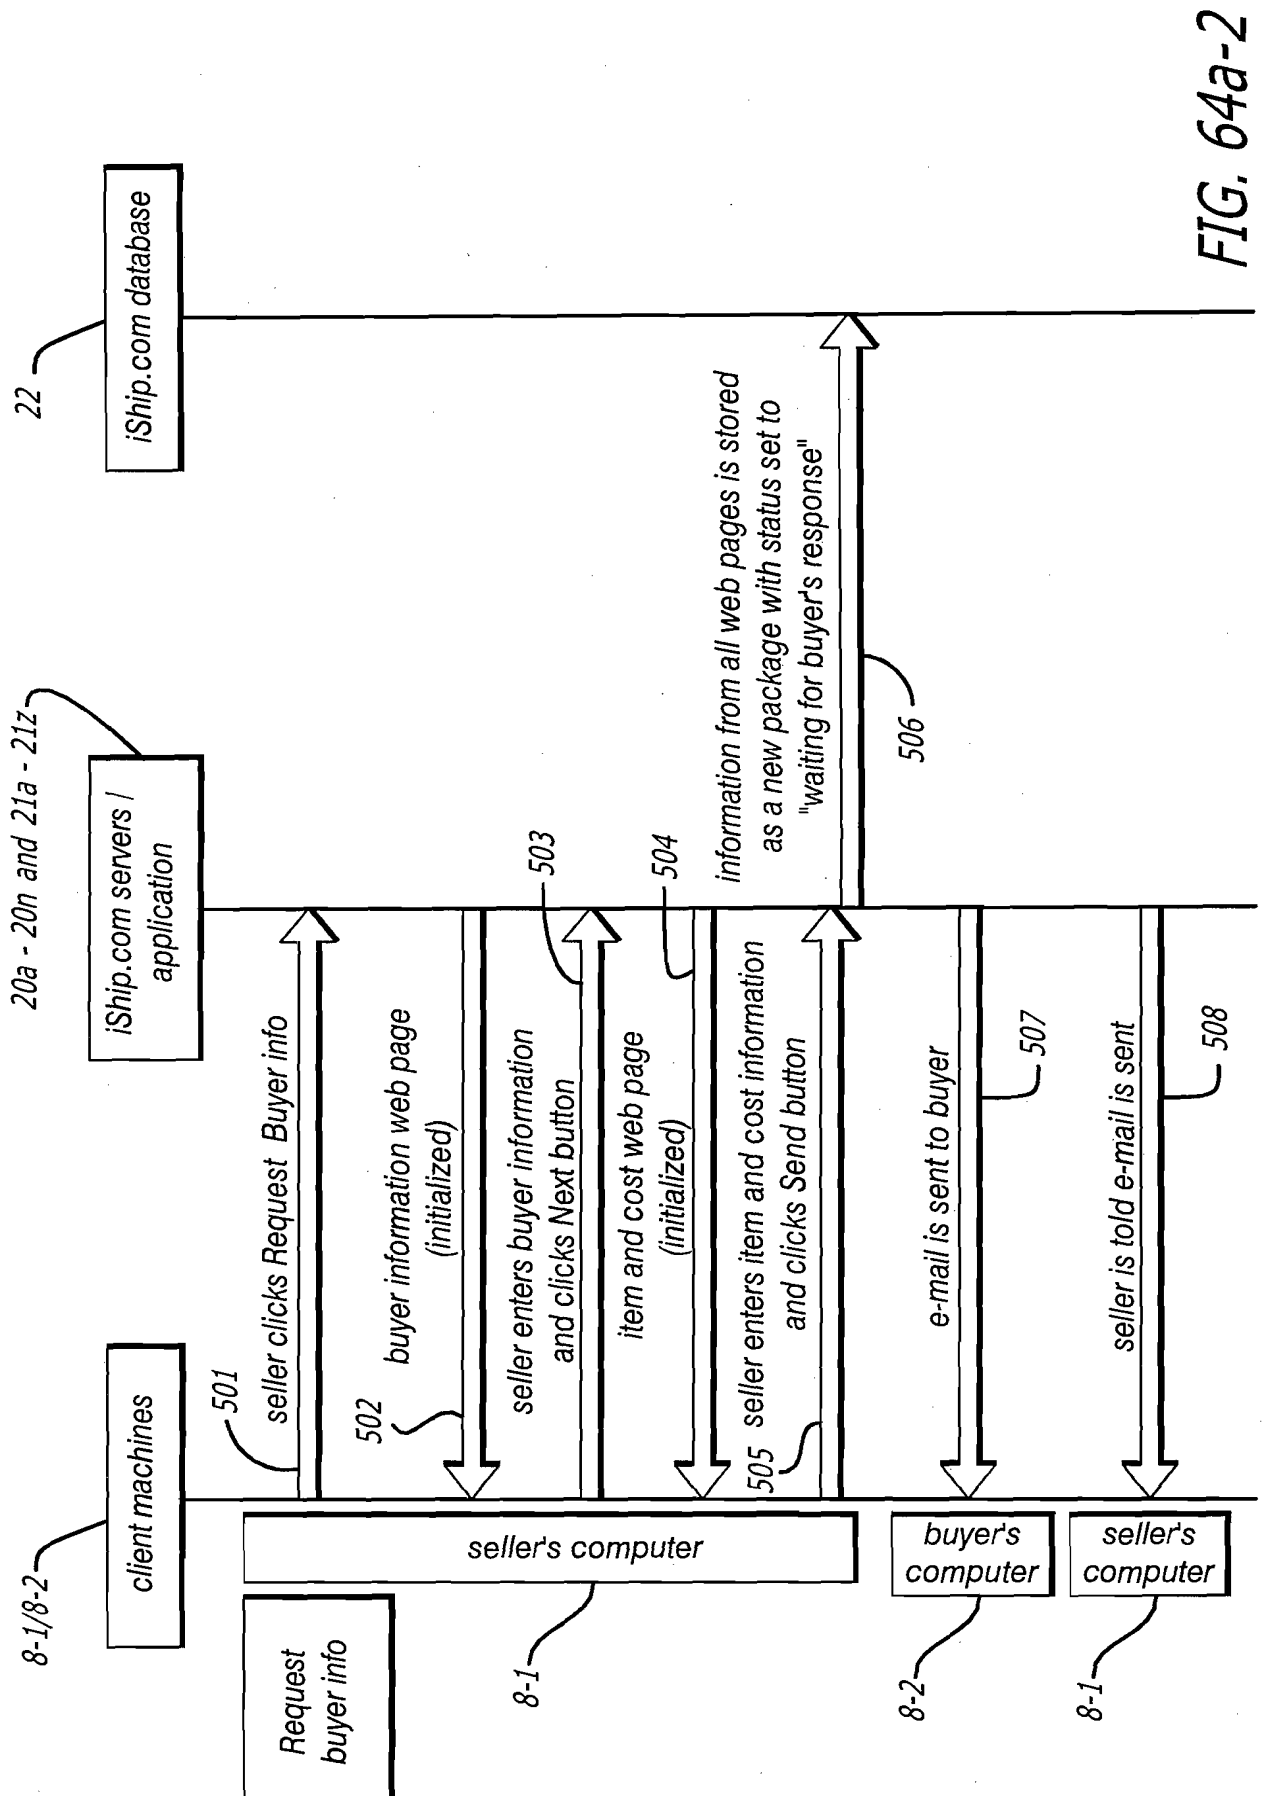 8-1/8-2
20a - 20n and 21a - 21z
22
client machines
iShip.com servers /
application
iShip.com database
Request
buyer info
seller's computer
8-1
501
seller clicks Request Buyer info
502
buyer information web page
(initialized)
seller enters buyer information
and clicks Next button
503
item and cost web page
(initialized)
504
505
seller enters item and cost information
and clicks Send button
information from all web pages is stored
as a new package with status set to
"waiting for buyer's response"
506
buyer's
computer
8-2
e-mail is sent to buyer
507
seller's
computer
8-1
seller is told e-mail is sent
508
FIG. 64a-2